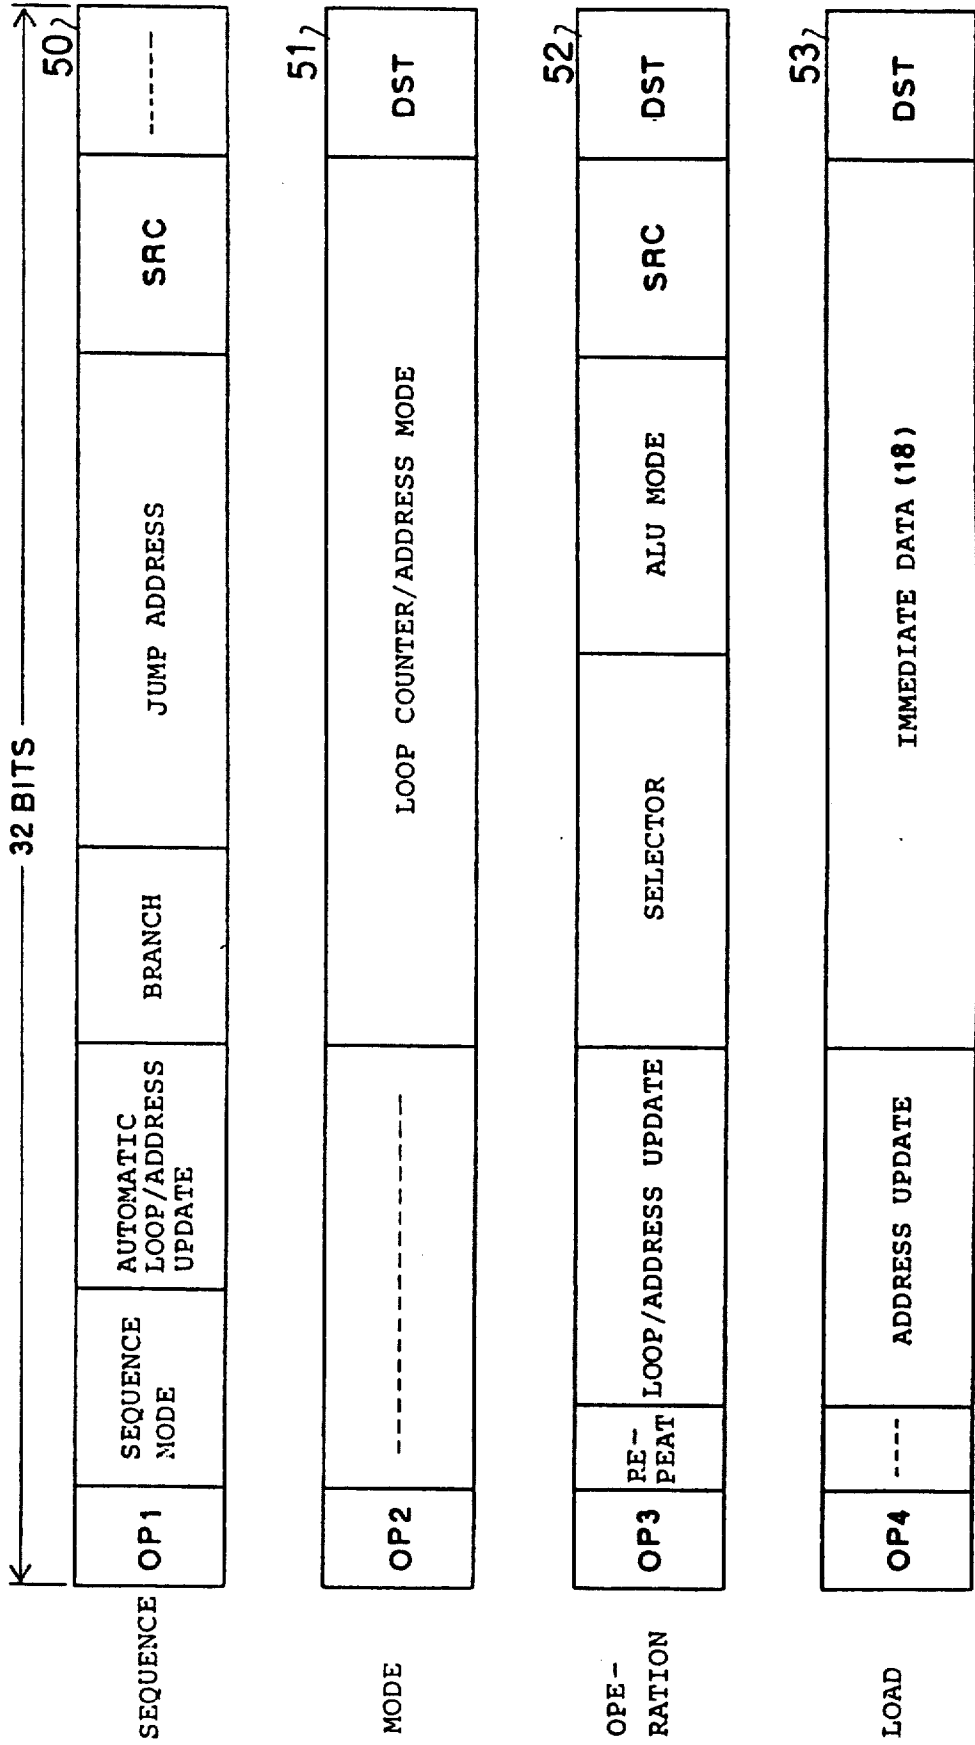 32 BITS
50
SEQUENCE
OP1
SEQUENCE
MODE
AUTOMATIC
LOOP/ADDRESS
UPDATE
BRANCH
JUMP ADDRESS
SRC
-------
51
MODE
OP2
----------------
LOOP COUNTER/ADDRESS MODE
DST
52
OPE-
RATION
OP3
RE-
PEAT
LOOP/ADDRESS UPDATE
SELECTOR
ALU MODE
SRC
DST
53
LOAD
OP4
----
ADDRESS UPDATE
IMMEDIATE DATA (18)
DST